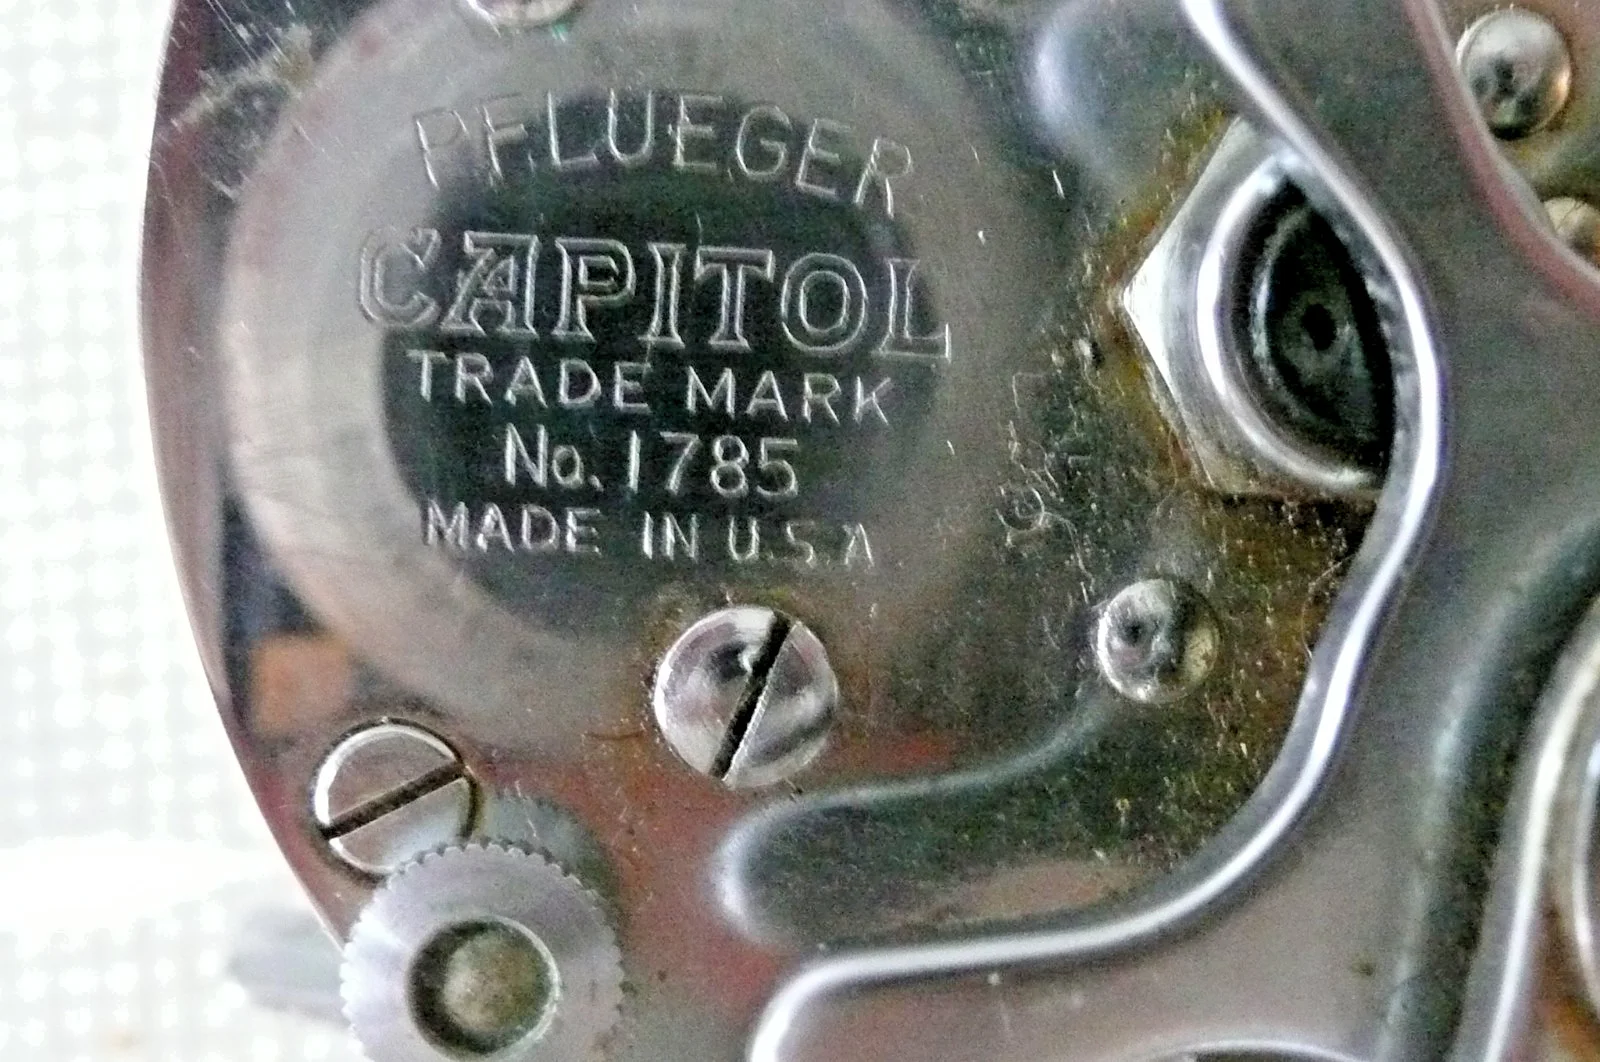 PFLUEGER
CAPITOL
TRADE MARK
No. 1785
MADE IN U.S.A